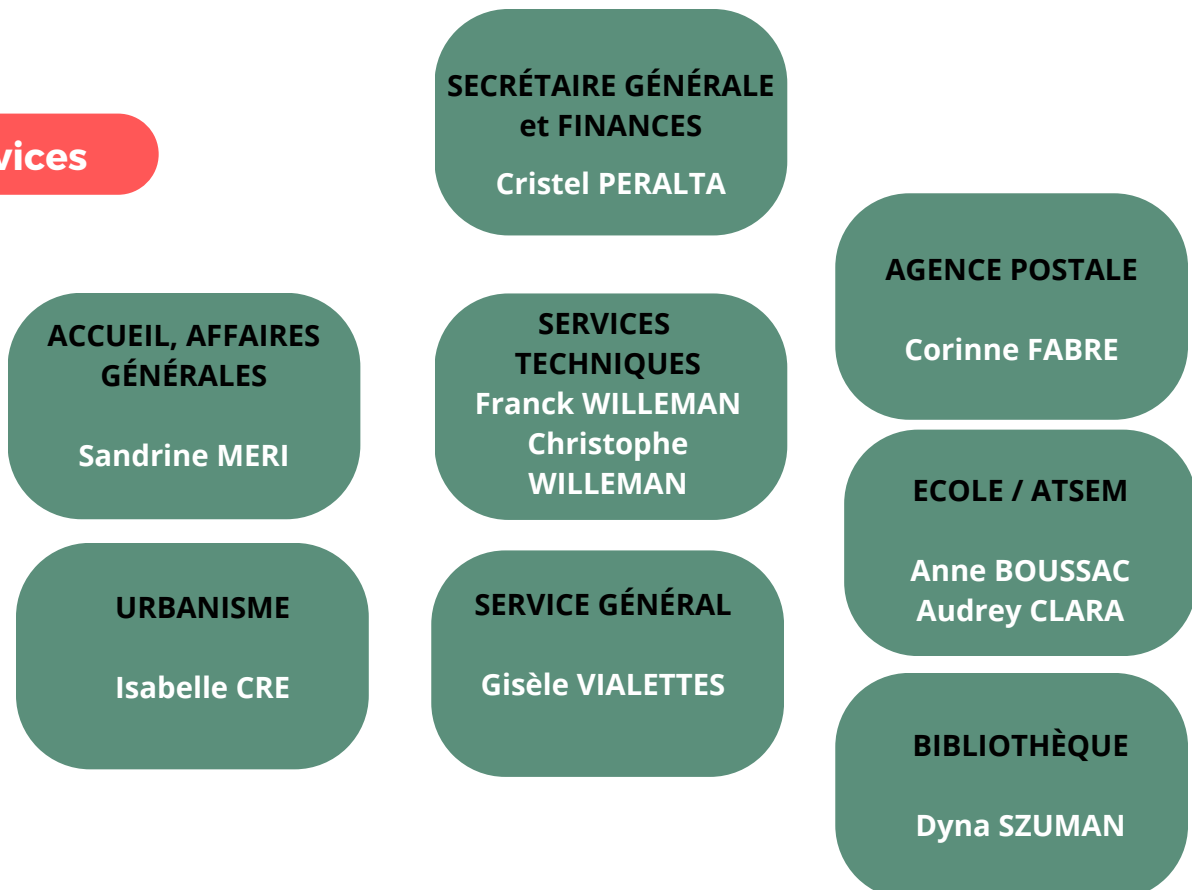 SECRÉTAIRE GÉNÉRALE
et FINANCES
Cristel PERALTA
vices
ACCUEIL, AFFAIRES
GÉNÉRALES
Sandrine MERI
SERVICES
TECHNIQUES
Franck WILLEMAN
Christophe
WILLEMAN
AGENCE POSTALE
Corinne FABRE
ECOLE / ATSEM
Anne BOUSSAC
Audrey CLARA
URBANISME
Isabelle CRE
SERVICE GÉNÉRAL
Gisèle VIALETTES
BIBLIOTHÈQUE
Dyna SZUMAN